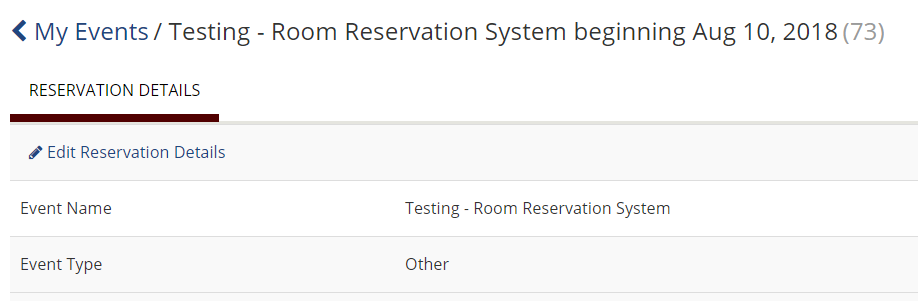 My Events / Testing - Room Reservation System beginning Aug 10, 2018 (73)
RESERVATION DETAILS
Edit Reservation Details
Event Name Testing - Room Reservation System
Event Type Other